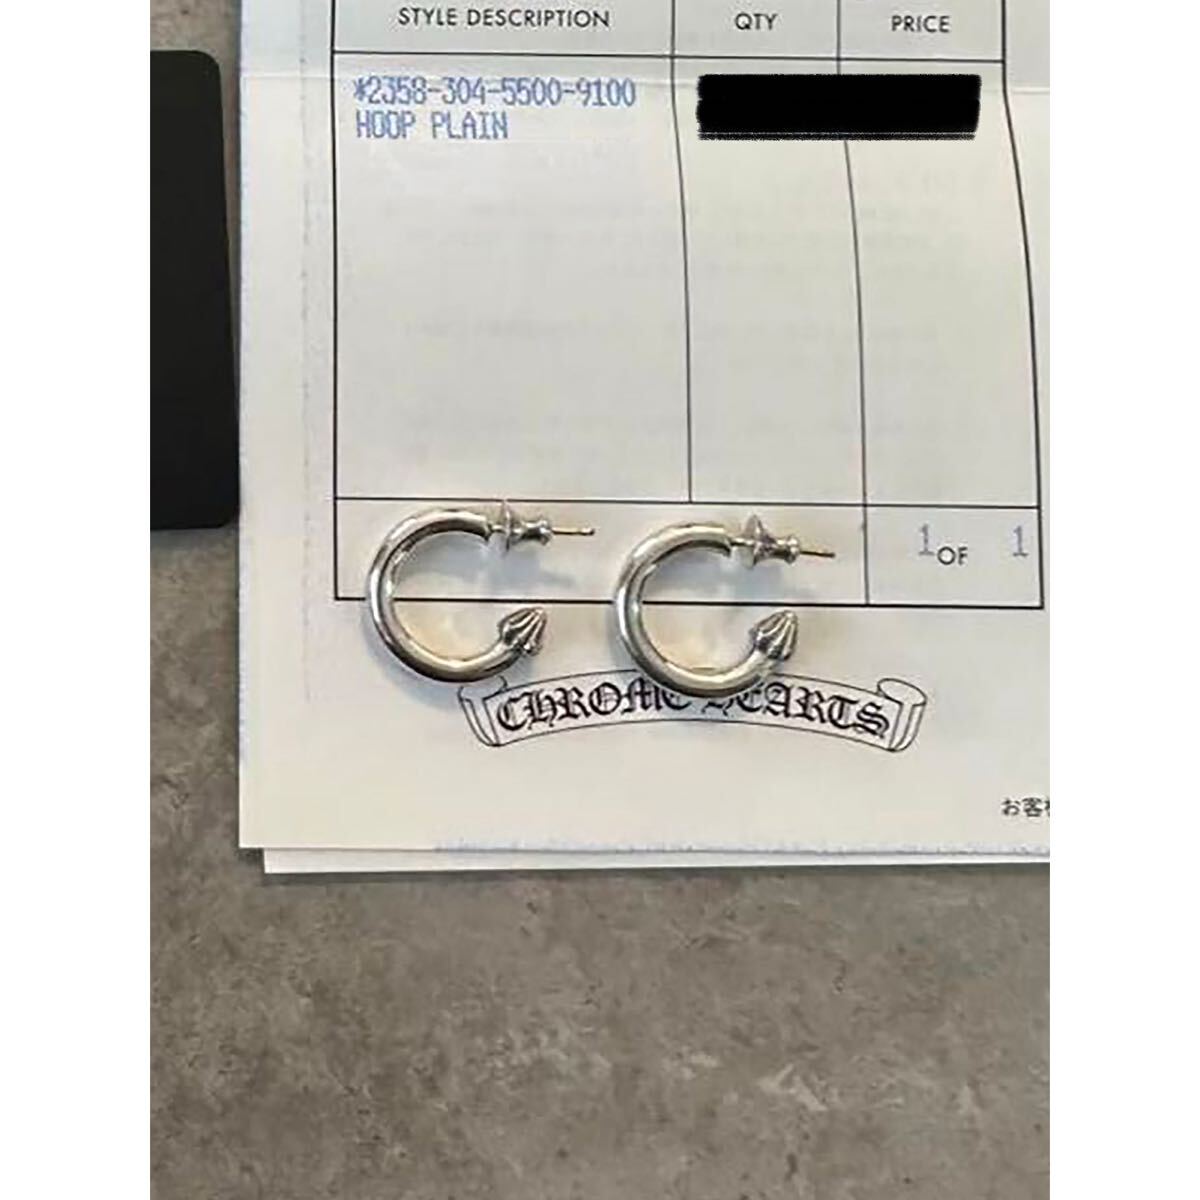 STYLE DESCRIPTION QTY PRICE
*2358-304-5500-9100
HOOP PLAIN
1 OF 1
CHROME HEARTS
お客